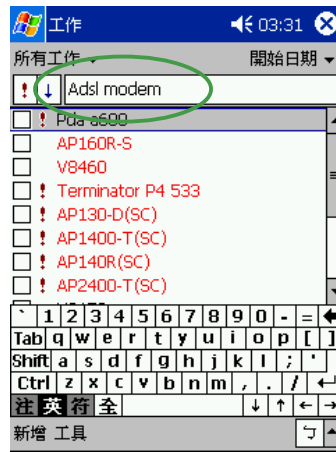 工作 03:31
所有工作 開始日期
! ↓ Adsl modem
! Pda a600
AP160R-S
V8460
! Terminator P4 533
! AP130-D(SC)
! AP1400-T(SC)
! AP140R(SC)
! AP2400-T(SC)
` 1 2 3 4 5 6 7 8 9 0 - =
Tab q w e r t y u i o p [ ]
Shift a s d f g h j k l ; '
Ctrl z x c v b n m , . /
注 英 符 全 ↓ ↑ ← →
新增 工具